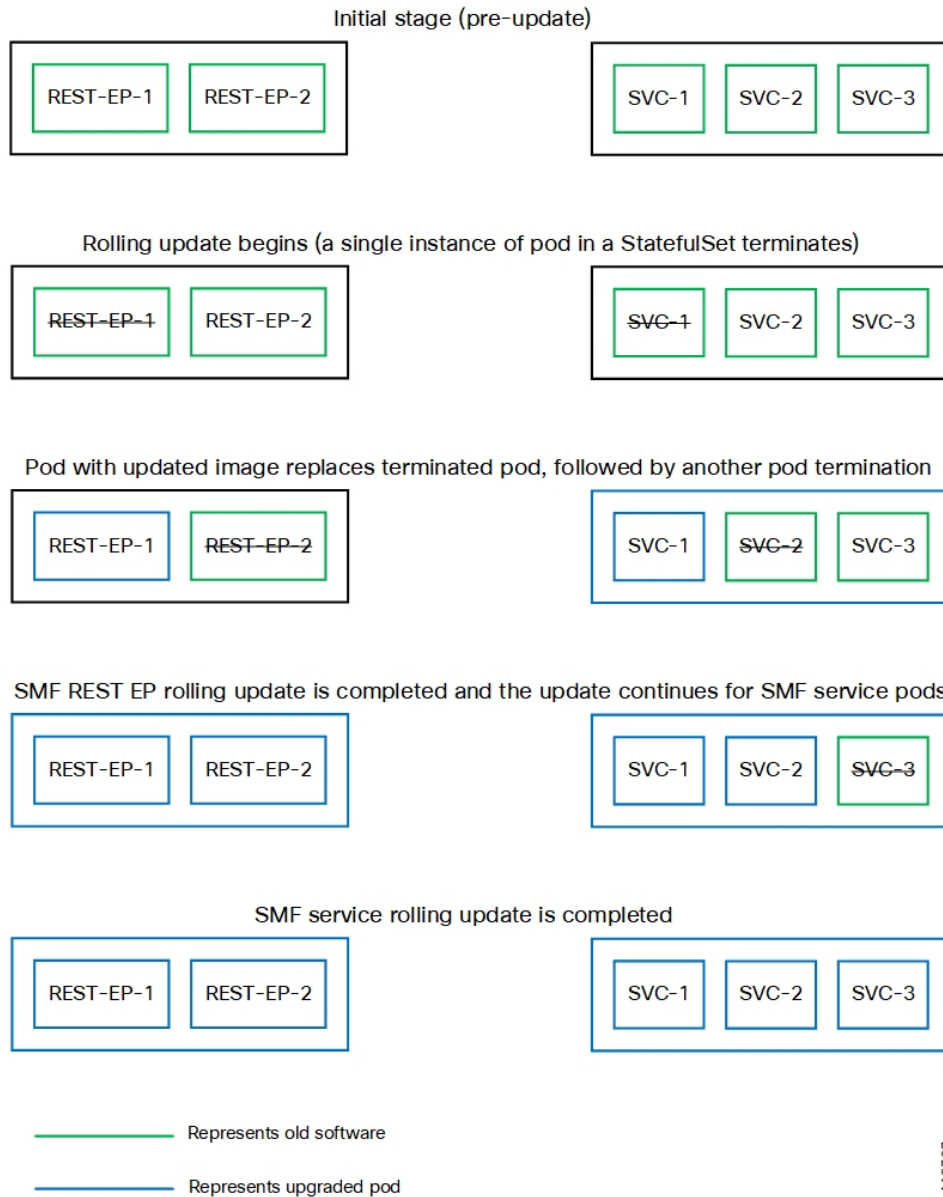 Initial stage (pre-update)
REST-EP-1 REST-EP-2 SVC-1 SVC-2 SVC-3
Rolling update begins (a single instance of pod in a StatefulSet terminates)
REST-EP-1 REST-EP-2 SVC-1 SVC-2 SVC-3
Pod with updated image replaces terminated pod, followed by another pod termination
REST-EP-1 REST-EP-2 SVC-1 SVC-2 SVC-3
SMF REST EP rolling update is completed and the update continues for SMF service pods
REST-EP-1 REST-EP-2 SVC-1 SVC-2 SVC-3
SMF service rolling update is completed
REST-EP-1 REST-EP-2 SVC-1 SVC-2 SVC-3
Represents old software
Represents upgraded pod